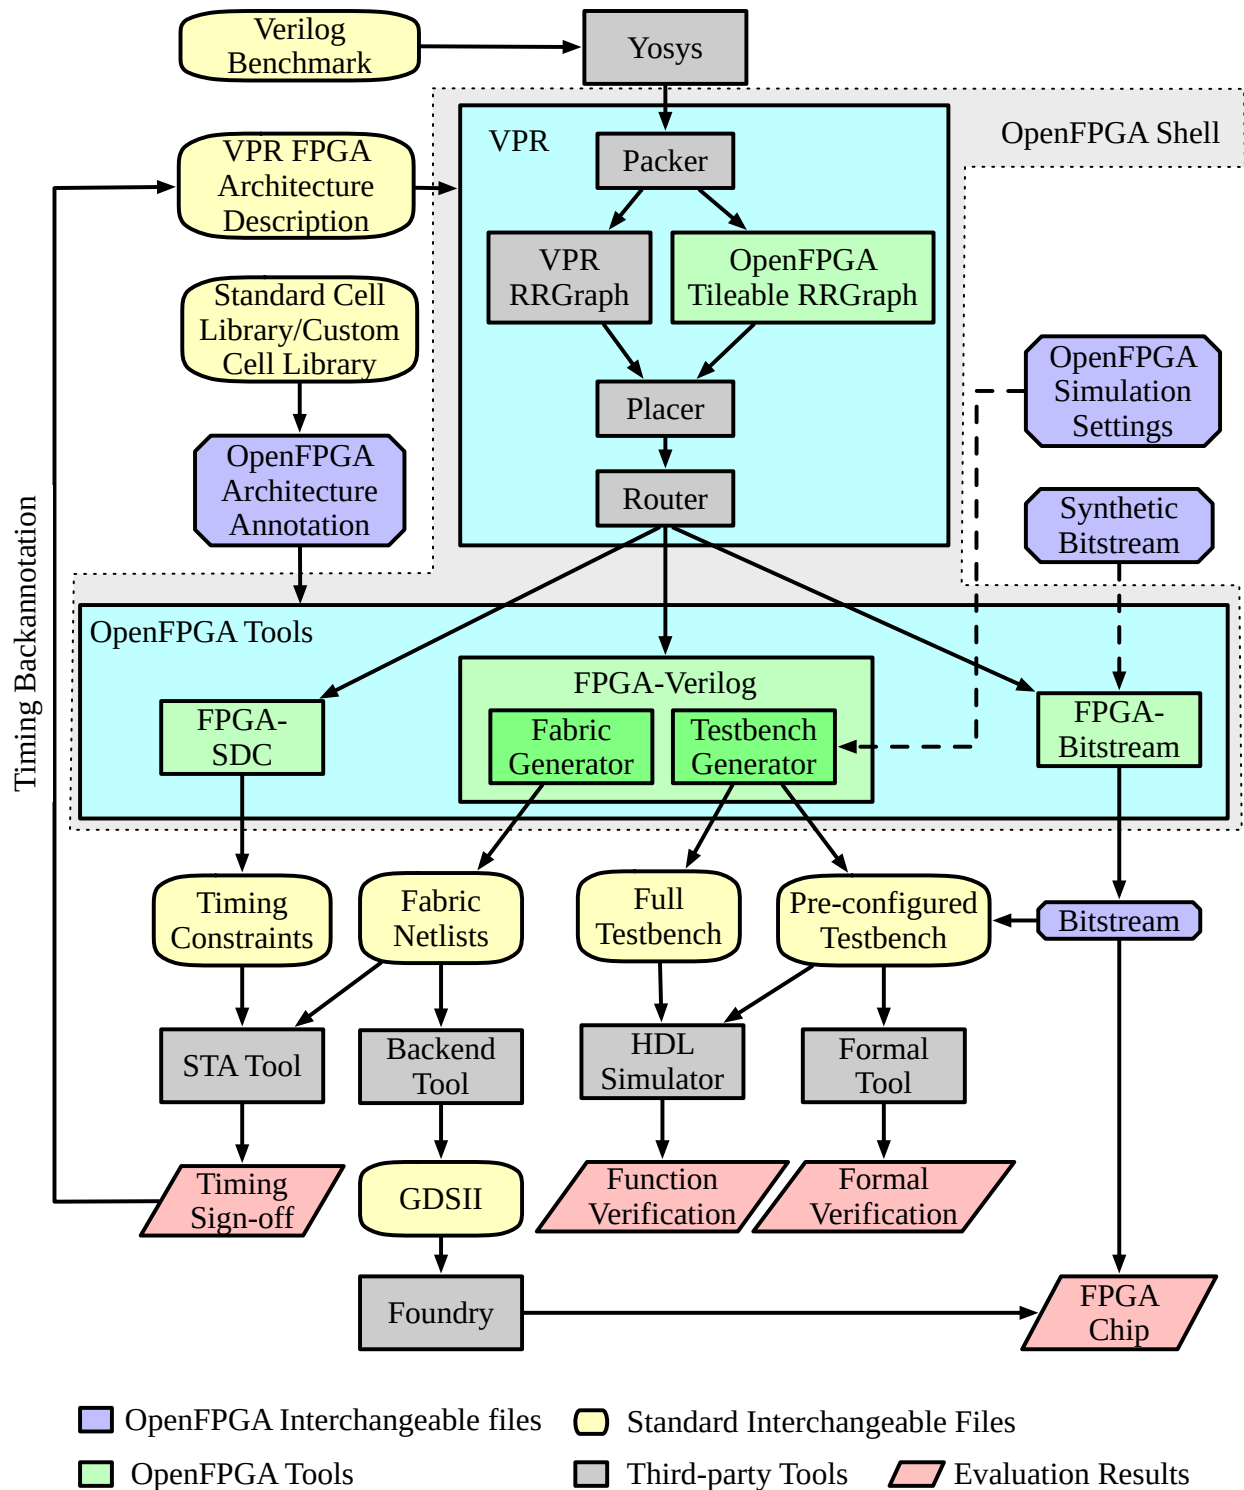 Verilog
Benchmark
Yosys
OpenFPGA Shell
VPR
Packer
VPR FPGA
Architecture
Description
VPR
RRGraph
OpenFPGA
Tileable RRGraph
Standard Cell
Library/Custom
Cell Library
OpenFPGA
Simulation
Settings
Placer
OpenFPGA
Architecture
Annotation
Router
Synthetic
Bitstream
Timing Backannotation
OpenFPGA Tools
FPGA-Verilog
FPGA-
SDC
Fabric
Generator
Testbench
Generator
FPGA-
Bitstream
Timing
Constraints
Fabric
Netlists
Full
Testbench
Pre-configured
Testbench
Bitstream
STA Tool
Backend
Tool
HDL
Simulator
Formal
Tool
Timing
Sign-off
GDSII
Function
Verification
Formal
Verification
Foundry
FPGA
Chip
OpenFPGA Interchangeable files
Standard Interchangeable Files
OpenFPGA Tools
Third-party Tools
Evaluation Results